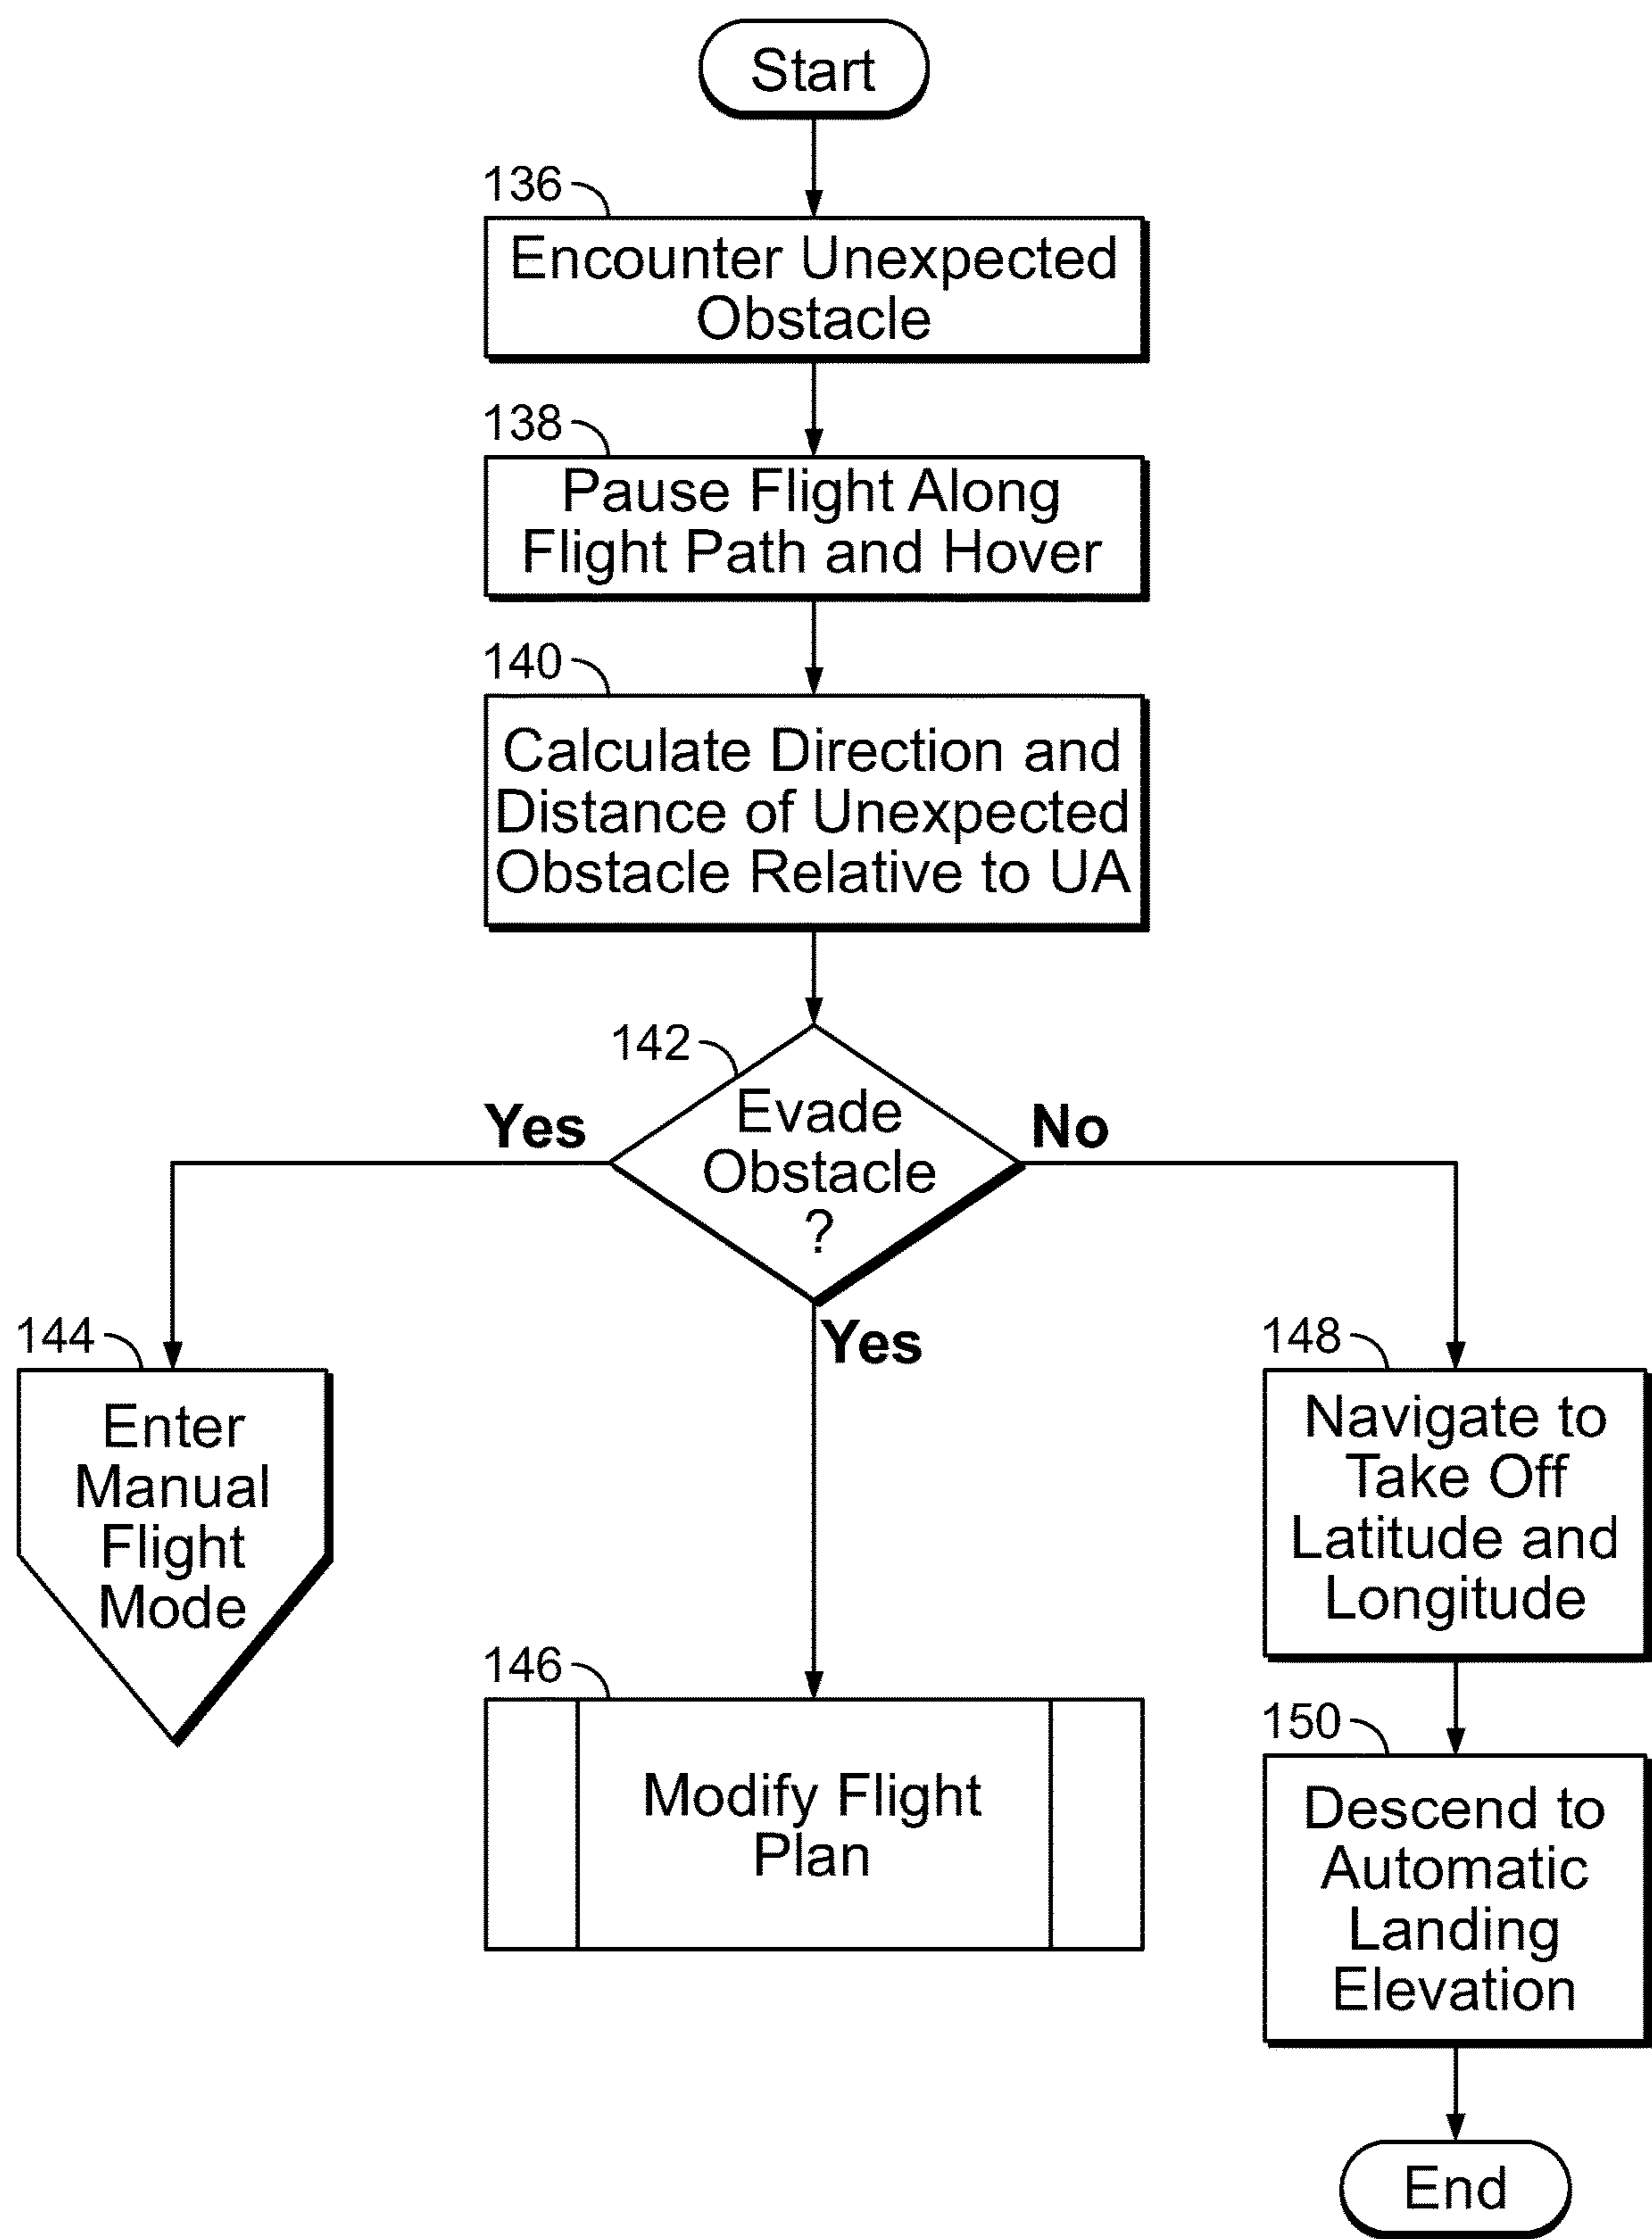 Start
136
Encounter Unexpected
Obstacle
138
Pause Flight Along
Flight Path and Hover
140
Calculate Direction and
Distance of Unexpected
Obstacle Relative to UA
142
Evade
Obstacle
?
Yes
No
Yes
144
Enter
Manual
Flight
Mode
146
Modify Flight
Plan
148
Navigate to
Take Off
Latitude and
Longitude
150
Descend to
Automatic
Landing
Elevation
End